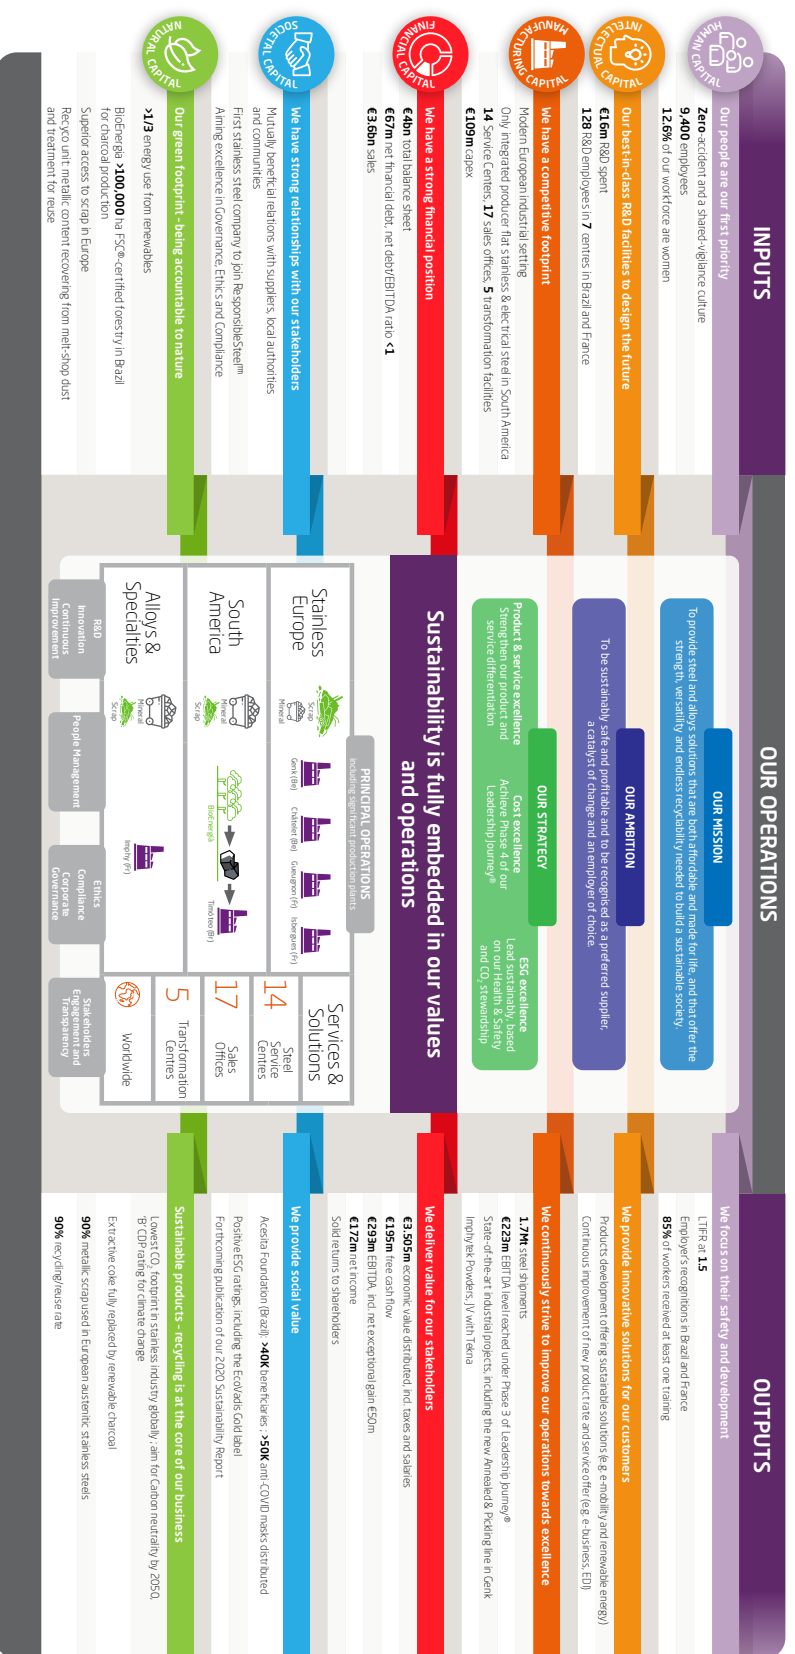 INPUTS
HUMAN CAPITAL
Our people are our first priority
Zero-accident and a shared-vigilance culture
9,400 employees
12.6% of our workforce are women
INTELLECTUAL CAPITAL
Our best-in-class R&D facilities to design the future
€16m R&D spent
128 R&D employees in 7 centres in Brazil and France
MANUFACTURING CAPITAL
We have a competitive footprint
Modern European industrial setting
Only integrated producer flat stainless & electrical steel in South America
14 Service Centers, 17 sales offices, 5 transformation facilities
€109m capex
FINANCIAL CAPITAL
We have a strong financial position
€4bn total balance sheet
€67m net financial debt, net debt/EBITDA ratio <1
€3.6bn sales
SOCIETAL CAPITAL
We have strong relationships with our stakeholders
Mutually beneficial relations with suppliers, local authorities
and communities
First stainless steel company to join ResponsibleSteel™
Aiming excellence in Governance, Ethics and Compliance
NATURAL CAPITAL
Our green footprint - being accountable to nature
>1/3 energy use from renewables
BioEnergia >100,000 ha FSC®-certified forestry in Brazil
for charcoal production
Superior access to scrap in Europe
Recyco unit: metallic content recovering from melt-shop dust
and treatment for reuse
OUR OPERATIONS
OUR MISSION
To provide steel and alloys solutions that are both affordable and made for life, and that offer the
strength, versatility and endless recyclability needed to build a sustainable society.
OUR AMBITION
To be sustainably safe and profitable and to be recognised as a preferred supplier,
a catalyst of change and an employer of choice.
OUR STRATEGY
Product & service excellence
Strengthen our product and
service differentiation
Cost excellence
Achieve Phase 4 of our
Leadership Journey®
ESG excellence
Lead sustainably, based
on our Health & Safety
and CO₂ stewardship
Sustainability is fully embedded in our values
and operations
PRINCIPAL OPERATIONS
including significant production plants
Stainless
Europe
Scrap
Mineral
Genk (Be)
Châtelet (Be)
Gueugnon (Fr)
Isbergues (Fr)
South
America
Mineral
Scrap
BioEnergia
Timóteo (Br)
Alloys &
Specialties
Mineral
Scrap
Imphy (Fr)
Services &
Solutions
14
Steel
Service
Centres
17
Sales
Offices
5
Transformation
Centres
Worldwide
R&D
Innovation
Continuous
Improvement
People Management
Ethics
Compliance
Corporate
Governance
Stakeholders
Engagement and
Transparency
OUTPUTS
We focus on their safety and development
LTIFR at 1.5
Employer's recognitions in Brazil and France
85% of workers received at least one training
We provide innovative solutions for our customers
Products development offering sustainable solutions (e.g. e-mobility and renewable energy)
Continuous improvement of new product rate and service offer (e.g. e-business, EDI)
We continuously strive to improve our operations towards excellence
1.7Mt steel shipments
€223m EBITDA level reached under Phase 3 of Leadership Journey®
State-of-the-art industrial projects, including the new Annealed & Pickling line in Genk
Imphytek Powders, JV with Tekna
We deliver value for our stakeholders
€3.505m economic value distributed, incl. taxes and salaries
€195m free cash flow
€293m EBITDA, incl. net exceptional gain €50m
€172m net income
Solid returns to shareholders
We provide social value
Acesita Foundation (Brazil): >40K beneficiaries ; >50K anti-COVID masks distributed
Positive ESG ratings, including the EcoVadis Gold label
Forthcoming publication of our 2020 Sustainability Report
Sustainable products - recycling is at the core of our business
Lowest CO₂ footprint in stainless industry globally ; aim for Carbon neutrality by 2050,
'B' CDP rating for climate change
Extractive coke fully replaced by renewable charcoal
90% metallic scrap used in European austenitic stainless steels
90% recycling/reuse rate